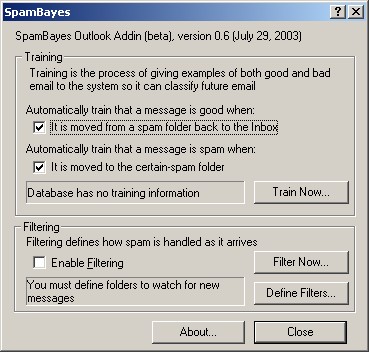 SpamBayes
SpamBayes Outlook Addin (beta), version 0.6 (July 29, 2003)
Training
Training is the process of giving examples of both good and bad
email to the system so it can classify future email
Automatically train that a message is good when:
It is moved from a spam folder back to the Inbox
Automatically train that a message is spam when:
It is moved to the certain-spam folder
Database has no training information
Train Now...
Filtering
Filtering defines how spam is handled as it arrives
Enable Filtering
Filter Now...
You must define folders to watch for new
messages
Define Filters...
About...
Close